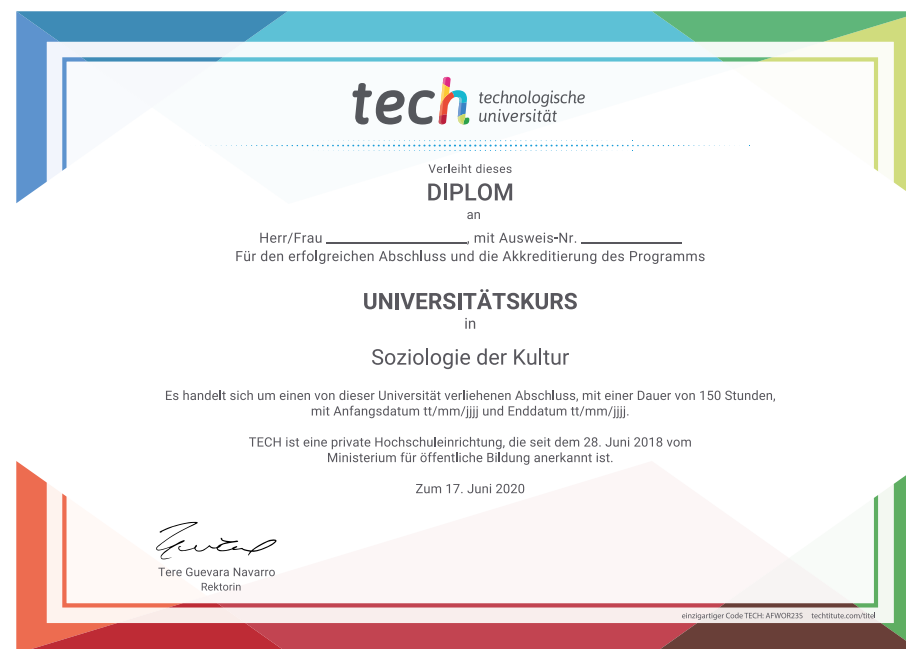 tech technologische
universität
Verleiht dieses
DIPLOM
an
Herr/Frau ____________________, mit Ausweis-Nr. ______________
Für den erfolgreichen Abschluss und die Akkreditierung des Programms
UNIVERSITÄTSKURS
in
Soziologie der Kultur
Es handelt sich um einen von dieser Universität verliehenen Abschluss, mit einer Dauer von 150 Stunden,
mit Anfangsdatum tt/mm/jjjj und Enddatum tt/mm/jjjj.
TECH ist eine private Hochschuleinrichtung, die seit dem 28. Juni 2018 vom
Ministerium für öffentliche Bildung anerkannt ist.
Zum 17. Juni 2020
Tere Guevara Navarro
Rektorin
einzigartiger Code TECH: AFWOR23S techtitute.com/titel